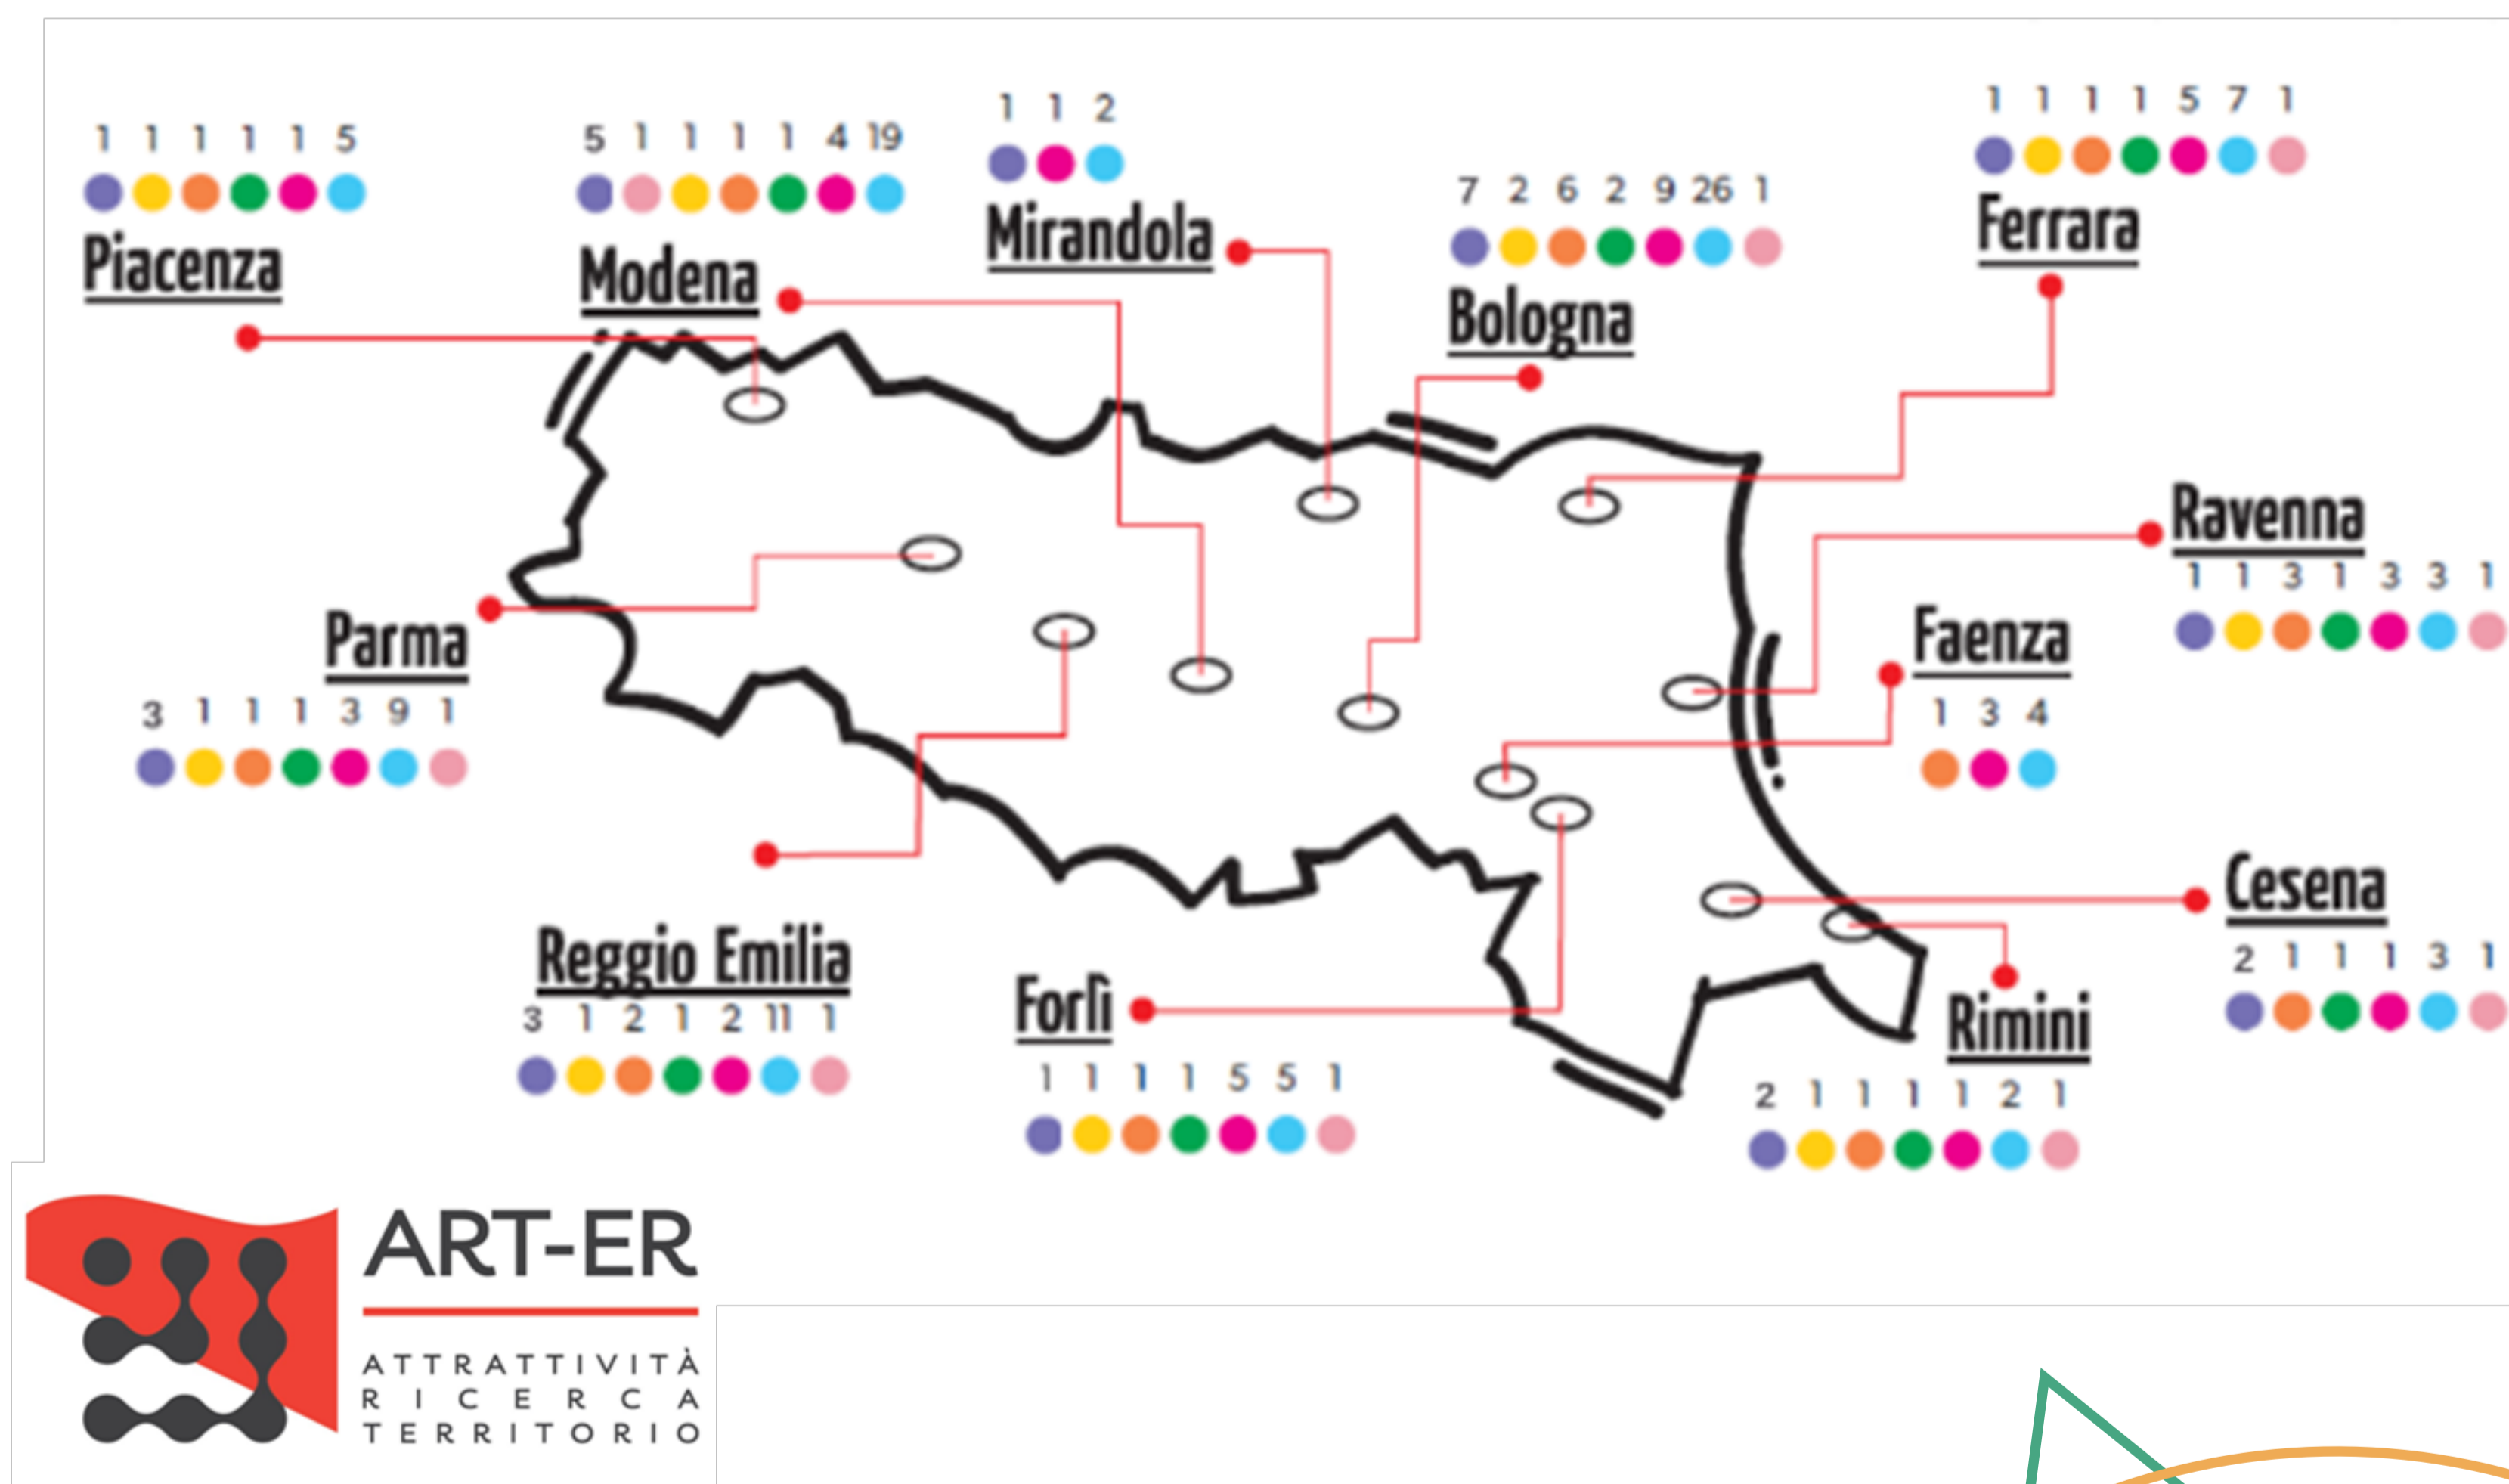 1 1 1 1 1 5
Piacenza
5 1 1 1 1 4 19
Modena
1 1 2
Mirandola
7 2 6 2 9 26 1
Bologna
1 1 1 1 5 7 1
Ferrara
Ravenna
1 1 3 1 3 3 1
Parma
3 1 1 1 3 9 1
Faenza
1 3 4
Cesena
2 1 1 1 3 1
Reggio Emilia
3 1 2 1 2 11 1
Forlì
1 1 1 1 5 5 1
Rimini
2 1 1 1 1 2 1
ART-ER
ATTRATTIVITÀ
RICERCA
TERRITORIO